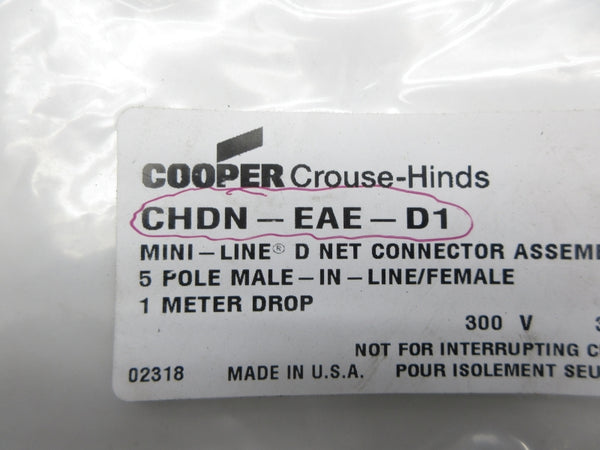 COOPER Crouse-Hinds
CHDN-EAE-D1
MINI-LINE® D NET CONNECTOR
5 POLE MALE-IN-LINE/FEMALE
1 METER DROP
300 V
NOT FOR INTERRUPTING
02318 MADE IN U.S.A. POUR ISOLEMENT